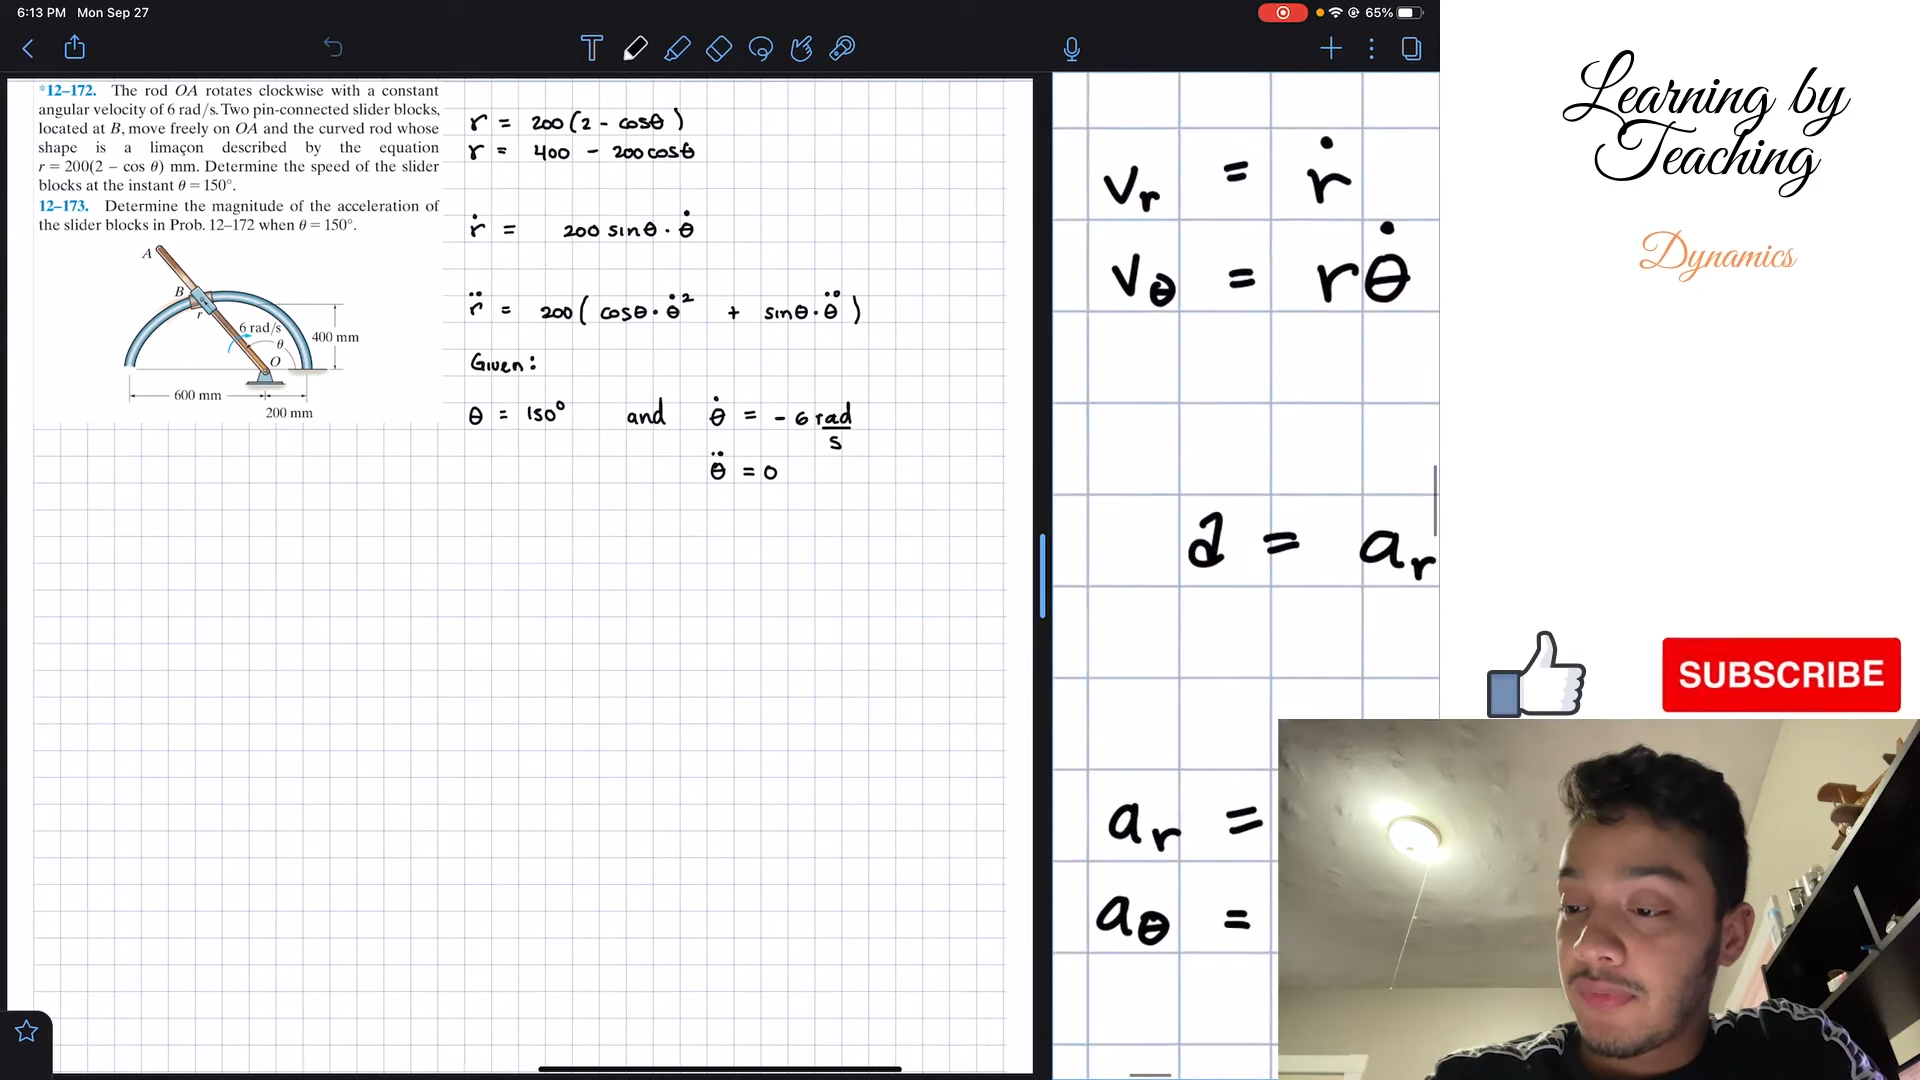 6:13 PM Mon Sep 27
65%
*12–172. The rod OA rotates clockwise with a constant
angular velocity of 6 rad/s. Two pin-connected slider blocks,
located at B, move freely on OA and the curved rod whose
shape is a limaçon described by the equation
r = 200(2 – cos θ) mm. Determine the speed of the slider
blocks at the instant θ = 150°.
12–173. Determine the magnitude of the acceleration of
the slider blocks in Prob. 12–172 when θ = 150°.
A
B
r
6 rad/s
θ
O
400 mm
600 mm
200 mm
r = 200(2 - cosθ)
r = 400 - 200cosθ
ṙ = 200 sinθ · θ̇
r̈ = 200( cosθ · θ̇² + sinθ · θ̈ )
Given:
θ = 150° and θ̇ = - 6 rad/s
θ̈ = 0
vr = ṙ
vθ = rθ̇
a = ar
ar =
aθ =
Learning by
Teaching
Dynamics
SUBSCRIBE